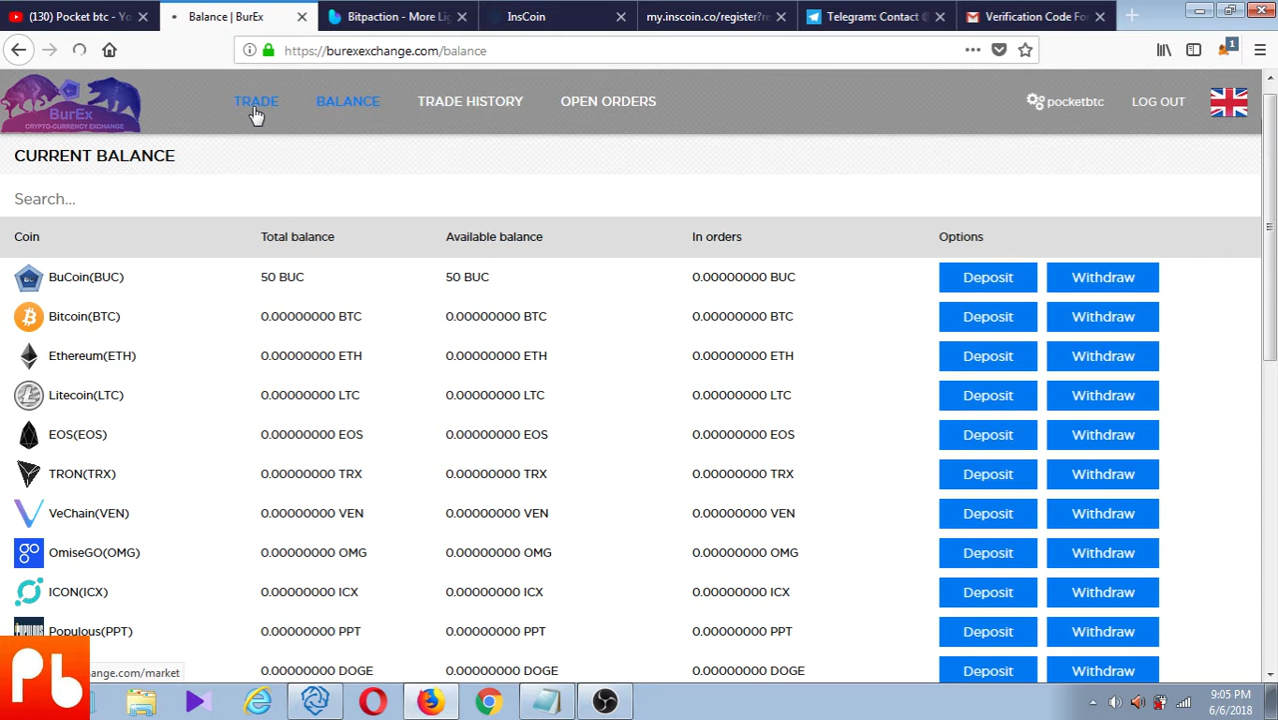 (130) Pocket btc - Yo
Balance | BurEx
Bitpaction - More Lig
InsCoin
my.inscoin.co/register?re
Telegram: Contact @
Verification Code For
https://burexexchange.com/balance
1
BurEx
CRYPTO-CURRENCY EXCHANGE
TRADE
BALANCE
TRADE HISTORY
OPEN ORDERS
pocketbtc
LOG OUT
CURRENT BALANCE
Search...
Coin Total balance Available balance In orders Options
BuCoin(BUC) 50 BUC 50 BUC 0.00000000 BUC Deposit Withdraw
Bitcoin(BTC) 0.00000000 BTC 0.00000000 BTC 0.00000000 BTC Deposit Withdraw
Ethereum(ETH) 0.00000000 ETH 0.00000000 ETH 0.00000000 ETH Deposit Withdraw
Litecoin(LTC) 0.00000000 LTC 0.00000000 LTC 0.00000000 LTC Deposit Withdraw
EOS(EOS) 0.00000000 EOS 0.00000000 EOS 0.00000000 EOS Deposit Withdraw
TRON(TRX) 0.00000000 TRX 0.00000000 TRX 0.00000000 TRX Deposit Withdraw
VeChain(VEN) 0.00000000 VEN 0.00000000 VEN 0.00000000 VEN Deposit Withdraw
OmiseGO(OMG) 0.00000000 OMG 0.00000000 OMG 0.00000000 OMG Deposit Withdraw
ICON(ICX) 0.00000000 ICX 0.00000000 ICX 0.00000000 ICX Deposit Withdraw
Populous(PPT) 0.00000000 PPT 0.00000000 PPT 0.00000000 PPT Deposit Withdraw
0.00000000 DOGE 0.00000000 DOGE 0.00000000 DOGE Deposit Withdraw
ange.com/market
Pb
9:05 PM
6/6/2018